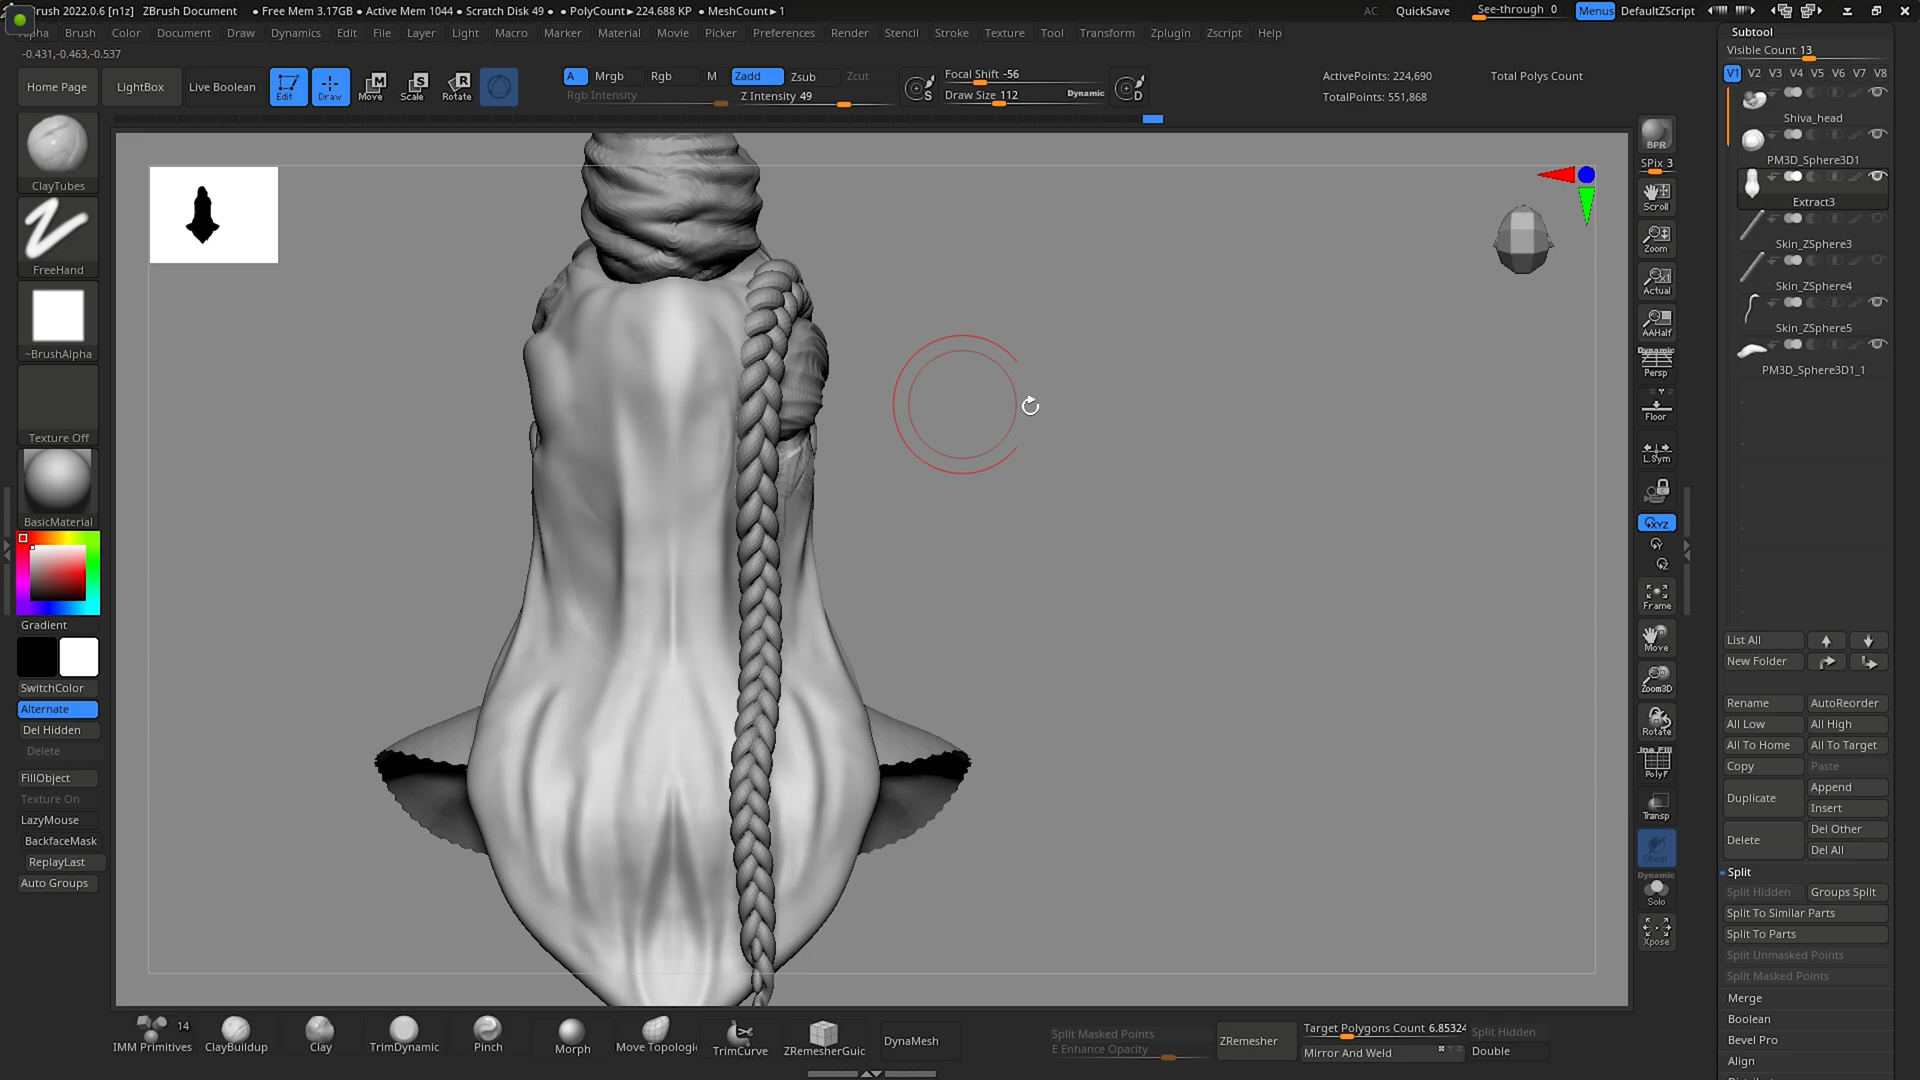 Brush 2022.0.6 [n1z] ZBrush Document • Free Mem 3.17GB • Active Mem 1044 • Scratch Disk 49 • PolyCount▸ 224.688 KP • MeshCount▸ 1 AC QuickSave See-through 0 Menus DefaultZScript
Alpha Brush Color Document Draw Dynamics Edit File Layer Light Macro Marker Material Movie Picker Preferences Render Stencil Stroke Texture Tool Transform Zplugin Zscript Help
-0.431,-0.463,-0.537
Home Page LightBox Live Boolean Edit Draw Move Scale Rotate
A Mrgb Rgb M Zadd Zsub Zcut
Rgb Intensity Z Intensity 49
S
Focal Shift -56
Draw Size 112 Dynamic
D
ActivePoints: 224,690 Total Polys Count
TotalPoints: 551,868
ClayTubes
FreeHand
~BrushAlpha
Texture Off
BasicMaterial
Gradient
SwitchColor
Alternate
Del Hidden
Delete
FillObject
Texture On
LazyMouse
BackfaceMask
ReplayLast
Auto Groups
BPR
SPix 3
Scroll
Zoom
Actual
AAHalf
Dynamic
Persp
Floor
L.Sym
XYZ
Y
Z
Frame
Move
Zoom3D
Rotate
Line Fill
PolyF
Transp
Ghost
Dynamic
Solo
Xpose
Subtool
Visible Count 13
V1 V2 V3 V4 V5 V6 V7 V8
Shiva_head
PM3D_Sphere3D1
Extract3
Skin_ZSphere3
Skin_ZSphere4
Skin_ZSphere5
PM3D_Sphere3D1_1
List All
New Folder
Rename AutoReorder
All Low All High
All To Home All To Target
Copy Paste
Duplicate Append
Insert
Delete Del Other
Del All
Split
Split Hidden Groups Split
Split To Similar Parts
Split To Parts
Split Unmasked Points
Split Masked Points
Merge
Boolean
Bevel Pro
Align
14
IMM Primitives ClayBuildup Clay TrimDynamic Pinch Morph Move Topologi TrimCurve ZRemesherGuid DynaMesh
Split Masked Points
E Enhance Opacity
ZRemesher
Target Polygons Count 6.85324 Split Hidden
Mirror And Weld Double